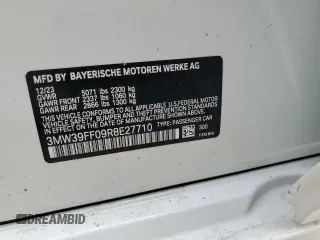 MFD BY BAYERISCHE MOTOREN WERKE AG
12/23
GVWR 5071 lbs 2300 kg
GAWR FRONT 2337 lbs 1060 kg
GAWR REAR 2866 lbs 1300 kg
THIS VEHICLE CONFORMS TO ALL APPLICABLE U.S. FEDERAL MOTOR
VEHICLE SAFETY, BUMPER, AND THEFT PREVENTION STANDARDS IN
EFFECT ON THE DATE OF MANUFACTURE SHOWN ABOVE.
3MW39FF09R8E27710
TYPE: PASSENGER CAR
300
© DREAMBID